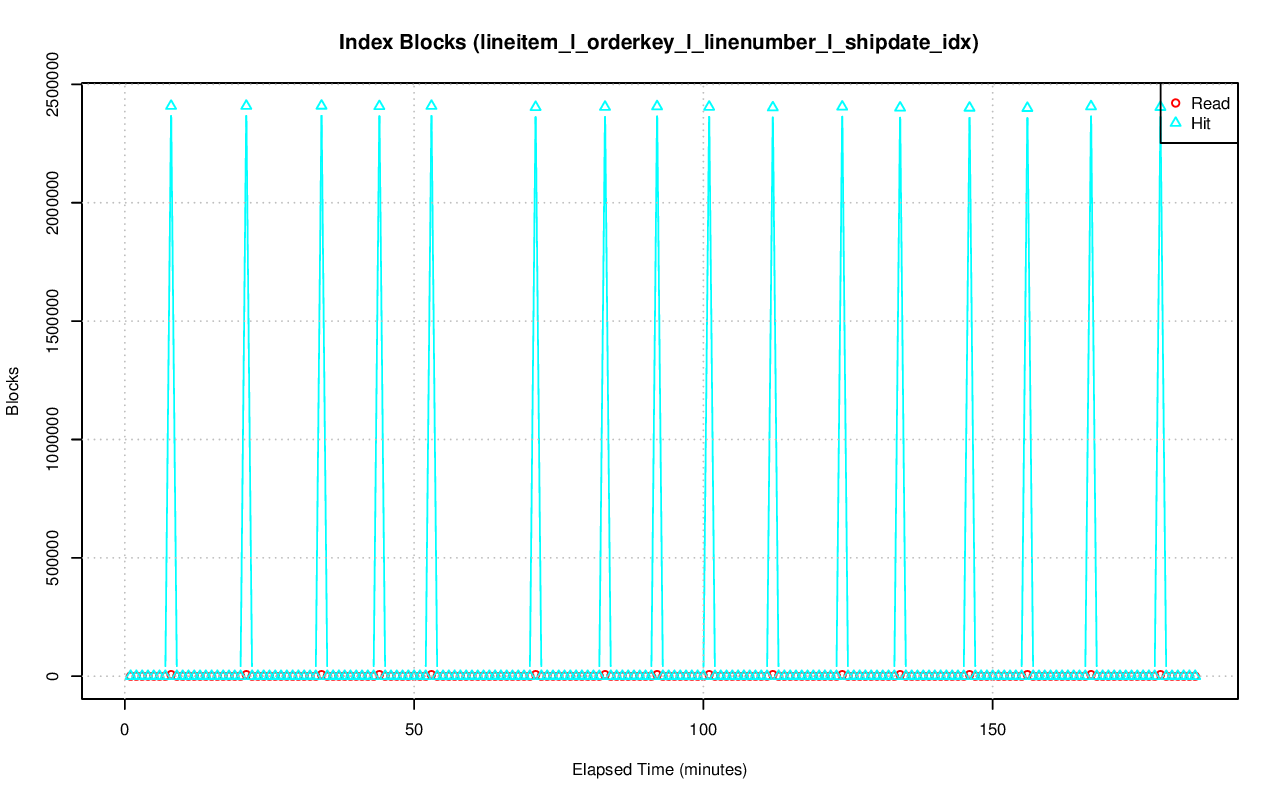 Index Blocks (lineitem_l_orderkey_l_linenumber_l_shipdate_idx)
Read
Hit
Blocks
2500000
2000000
1500000
1000000
500000
0
0 50 100 150
Elapsed Time (minutes)